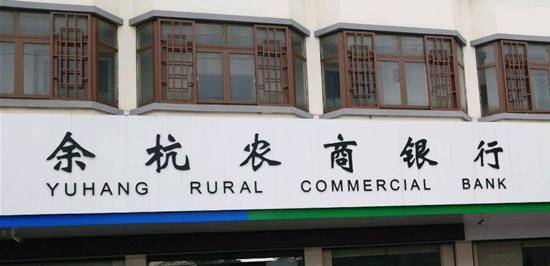 余杭农商银行
YUHANG RURAL COMMERCIAL BANK